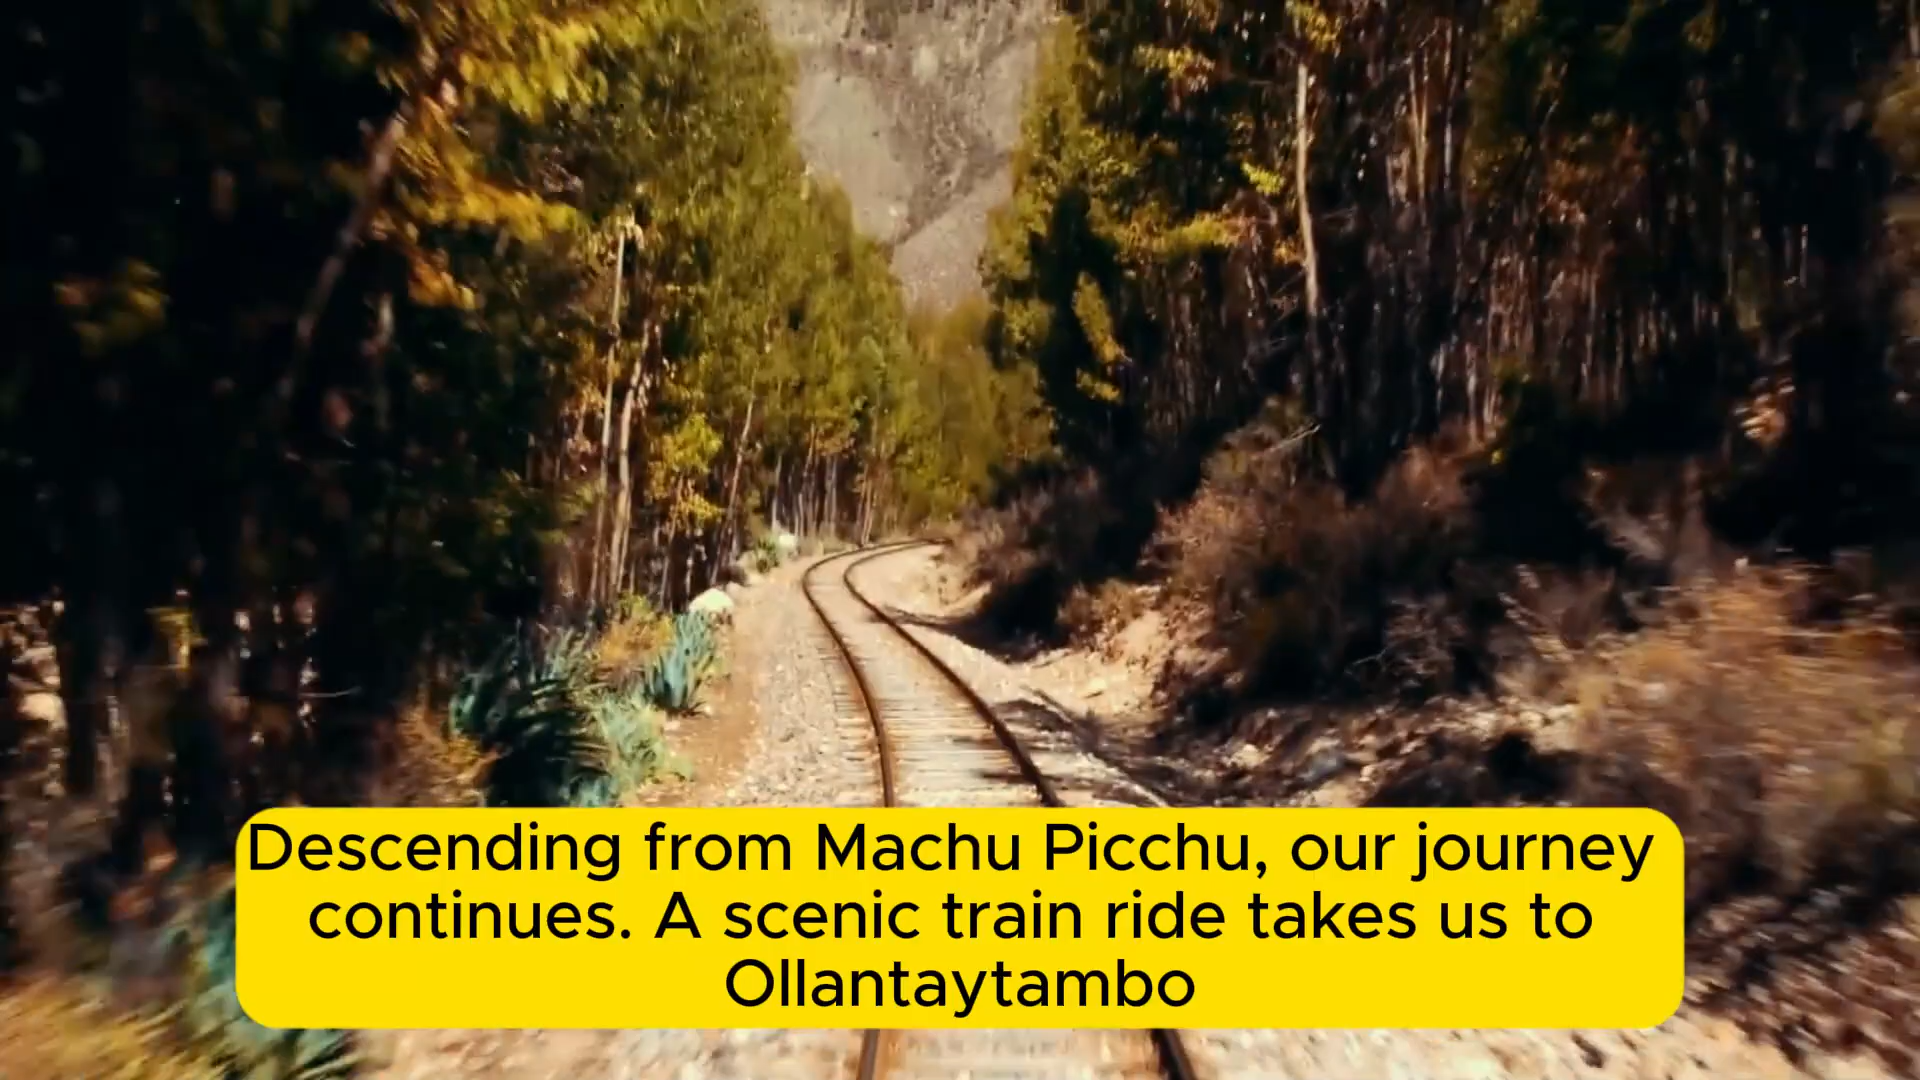 Descending from Machu Picchu, our journey
continues. A scenic train ride takes us to
Ollantaytambo